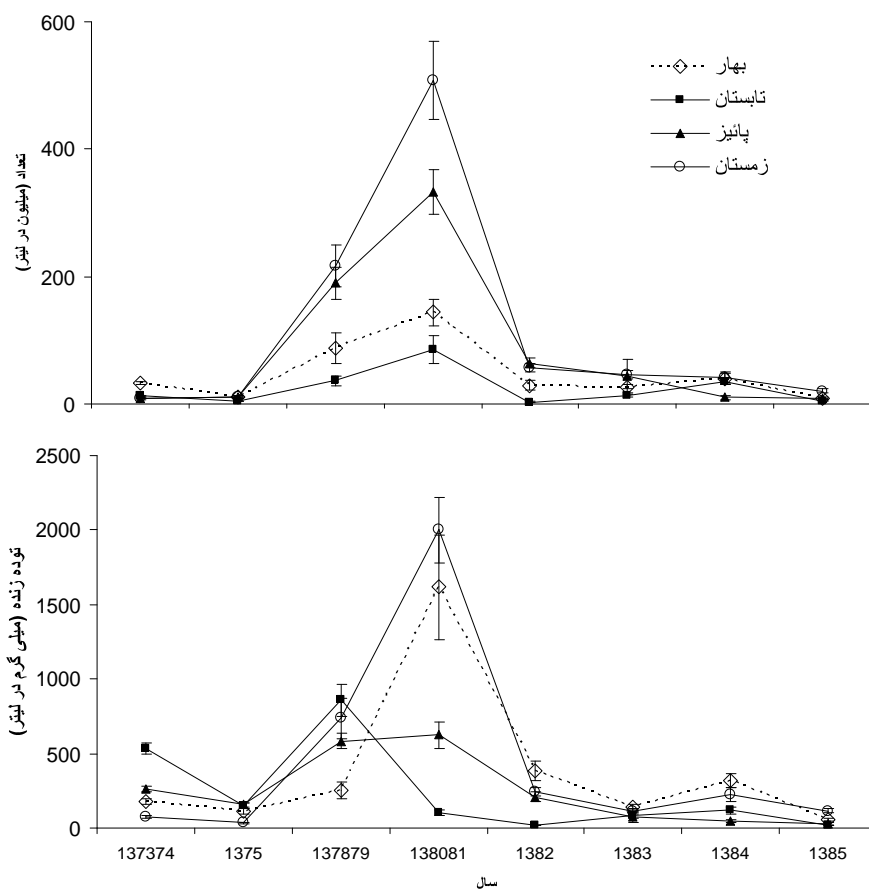 600
400
200
0
تعداد (میلیون در لیتر)
بهار
تابستان
پائیز
زمستان
2500
2000
1500
1000
500
0
توده زنده (میلی گرم در لیتر)
137374 1375 137879 138081 1382 1383 1384 1385
سال